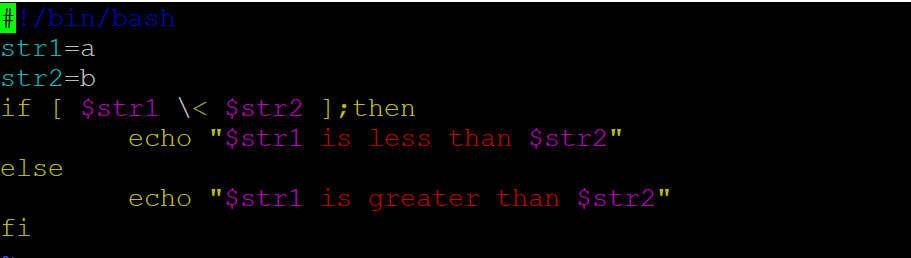 #!/bin/bash
str1=a
str2=b
if [ $str1 \< $str2 ];then
        echo "$str1 is less than $str2"
else
        echo "$str1 is greater than $str2"
fi